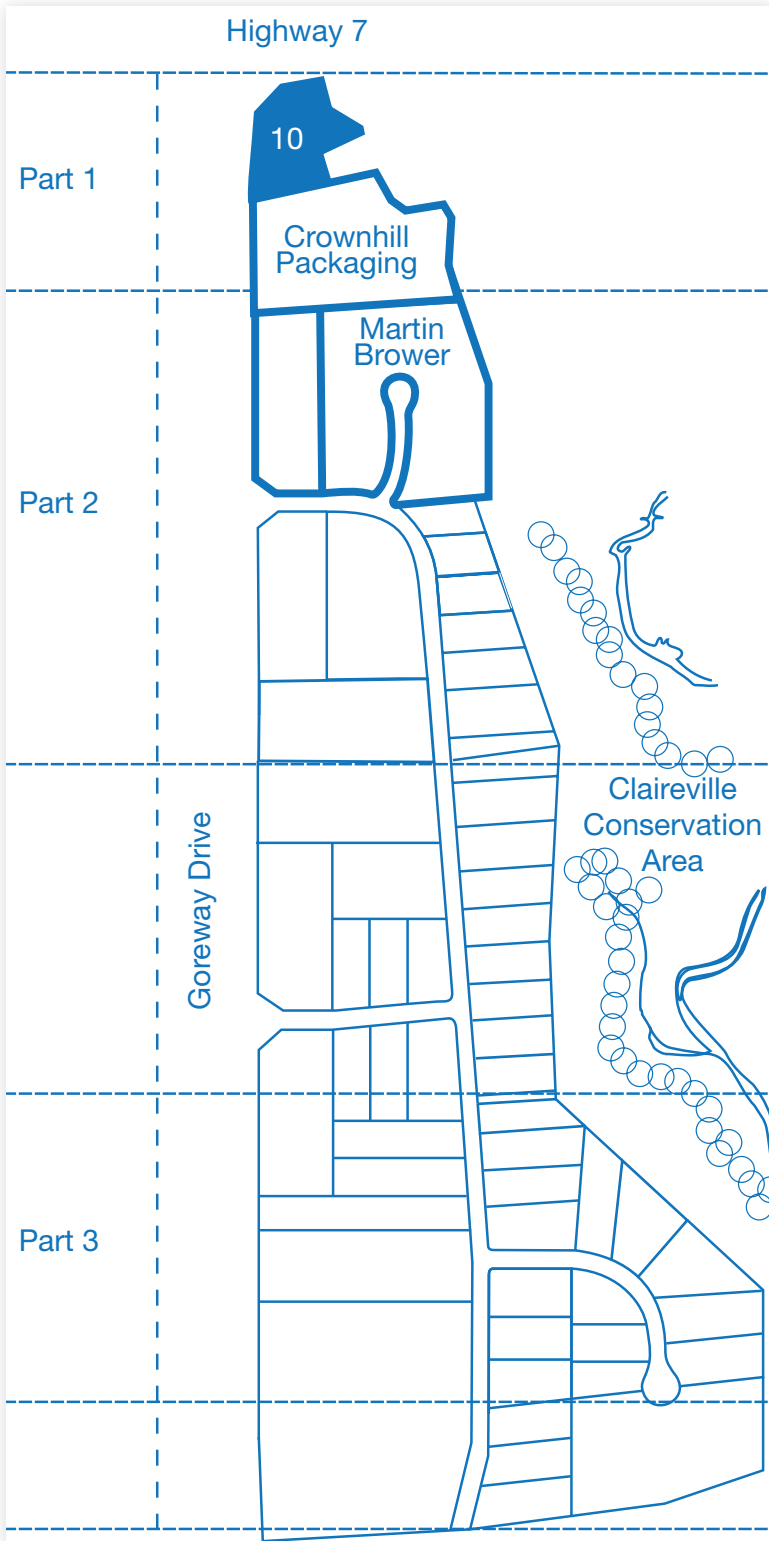 Highway 7
10
Part 1
Crownhill
Packaging
Martin
Brower
Part 2
Claireville
Conservation
Area
Goreway Drive
Part 3